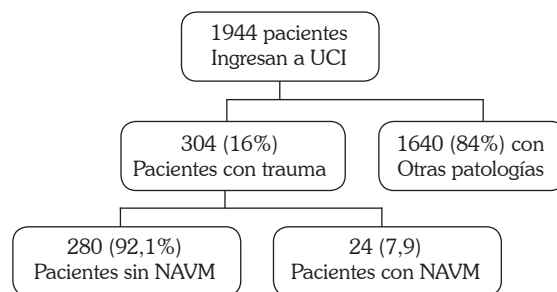 1944 pacientes
Ingresan a UCI
304 (16%)
Pacientes con trauma
1640 (84%) con
Otras patologías
280 (92,1%)
Pacientes sin NAVM
24 (7,9)
Pacientes con NAVM